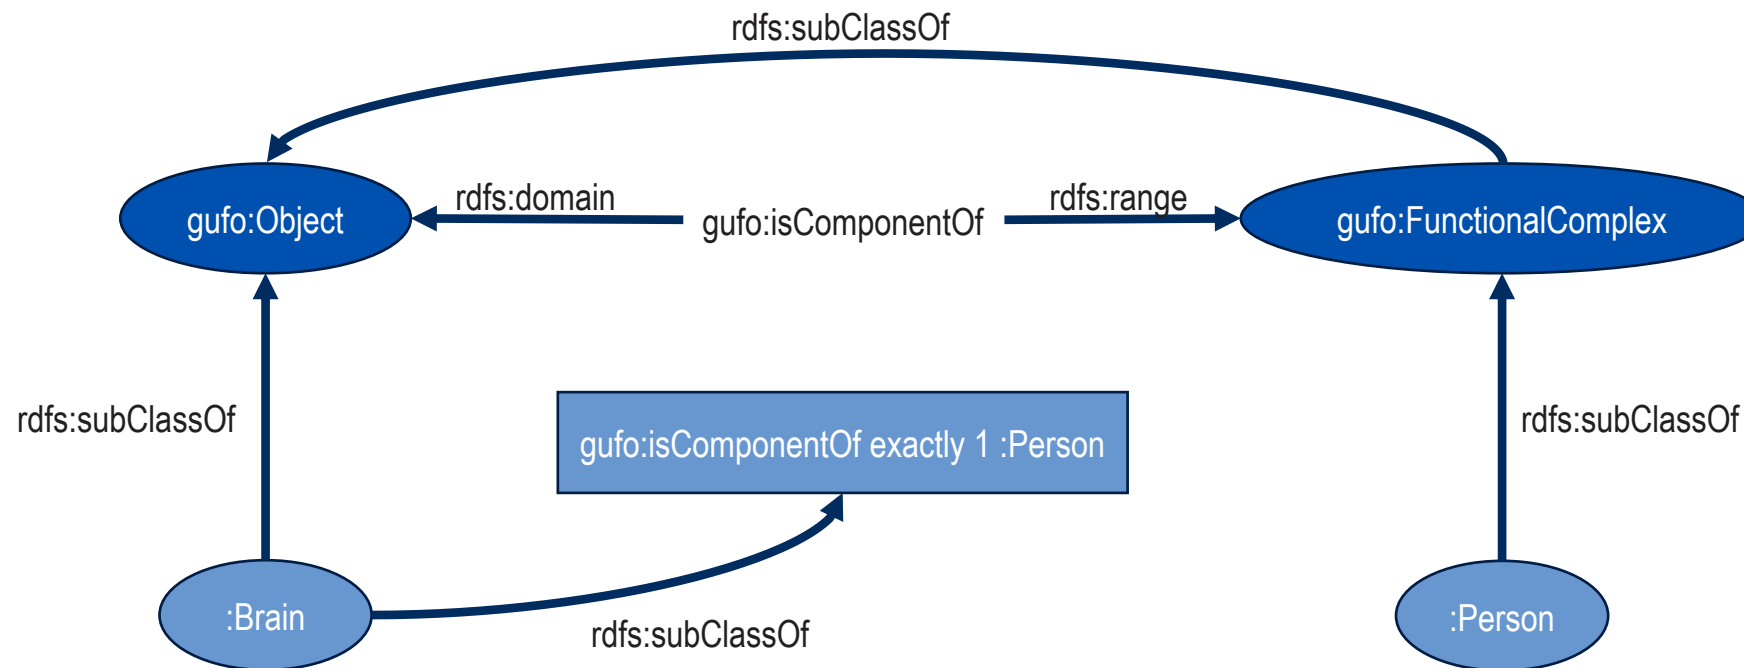 rdfs:subClassOf
gufo:Object
rdfs:domain
gufo:isComponentOf
rdfs:range
gufo:FunctionalComplex
rdfs:subClassOf
gufo:isComponentOf exactly 1 :Person
rdfs:subClassOf
:Brain
rdfs:subClassOf
:Person